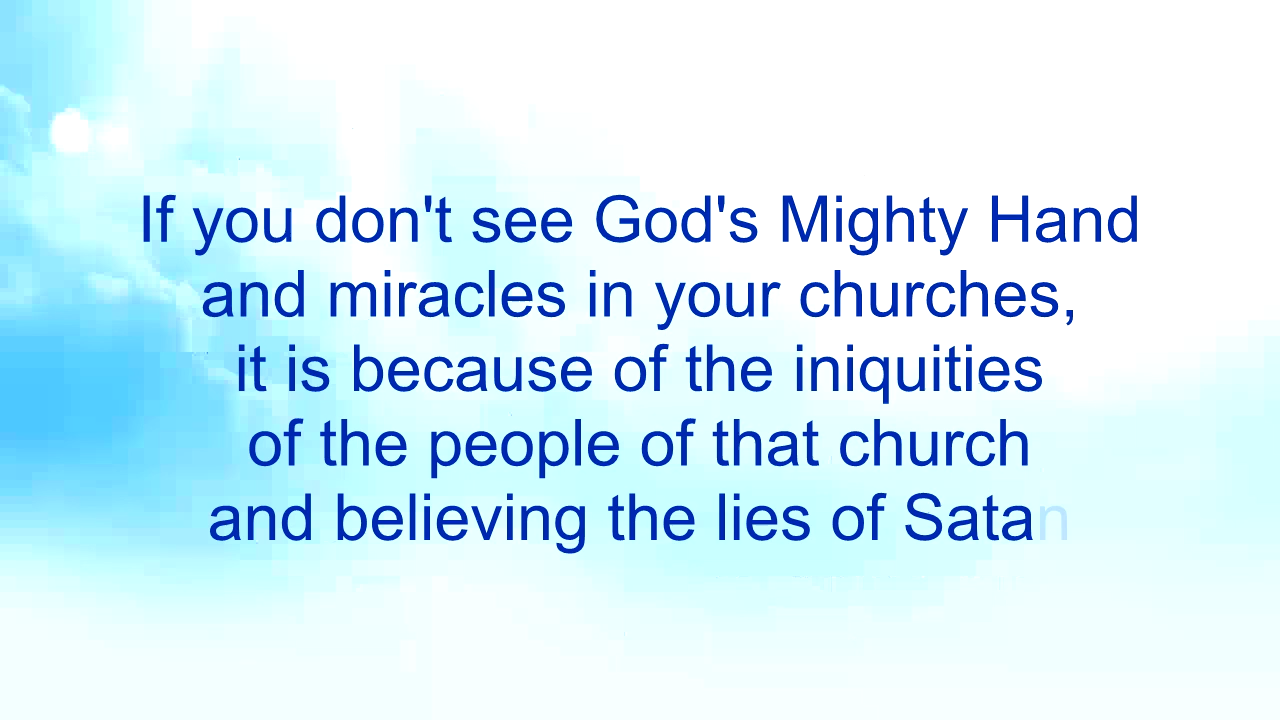 If you don't see God's Mighty Hand
and miracles in your churches,
it is because of the iniquities
of the people of that church
and believing the lies of Satan